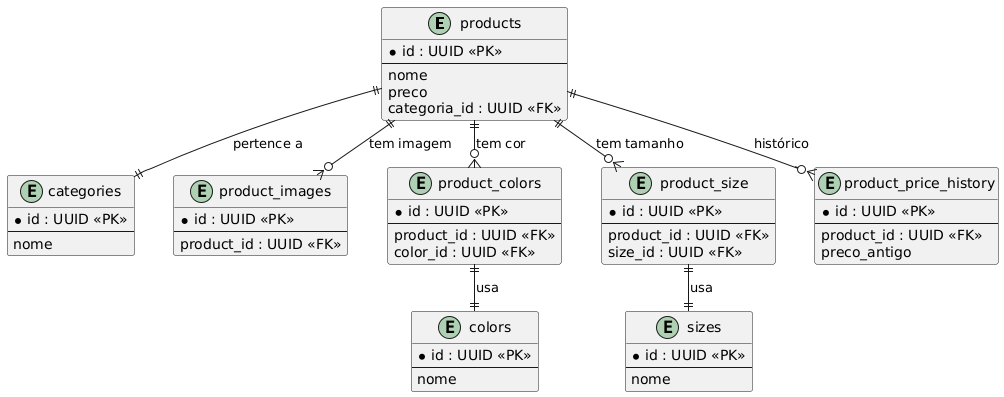 E products
* id : UUID «PK»
nome
preco
categoria_id : UUID «FK»
pertence a
tem imagem
tem cor
tem tamanho
histórico
E categories
* id : UUID «PK»
nome
E product_images
* id : UUID «PK»
product_id : UUID «FK»
E product_colors
* id : UUID «PK»
product_id : UUID «FK»
color_id : UUID «FK»
E product_size
* id : UUID «PK»
product_id : UUID «FK»
size_id : UUID «FK»
E product_price_history
* id : UUID «PK»
product_id : UUID «FK»
preco_antigo
usa
usa
E colors
* id : UUID «PK»
nome
E sizes
* id : UUID «PK»
nome